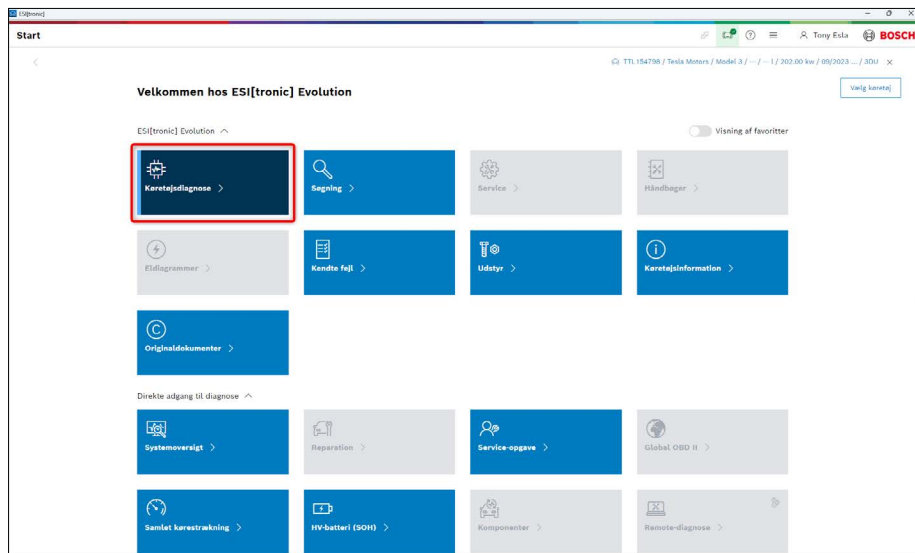 ESI[tronic]
Start
Tony Esla
BOSCH
TTL154798 / Tesla Motors / Model 3 / -- / -- l / 202.00 kw / 09/2023 ... / 3DU
Velkommen hos ESI[tronic] Evolution
Vælg køretøj
ESI[tronic] Evolution
Visning af favoritter
Køretøjsdiagnose
Søgning
Service
Håndbøger
Eldiagrammer
Kendte fejl
Udstyr
Køretøjsinformation
Originaldokumenter
Direkte adgang til diagnose
Systemoversigt
Reparation
Service-opgave
Global OBD II
Samlet kørestrækning
HV-batteri (SOH)
Komponenter
Remote-diagnose